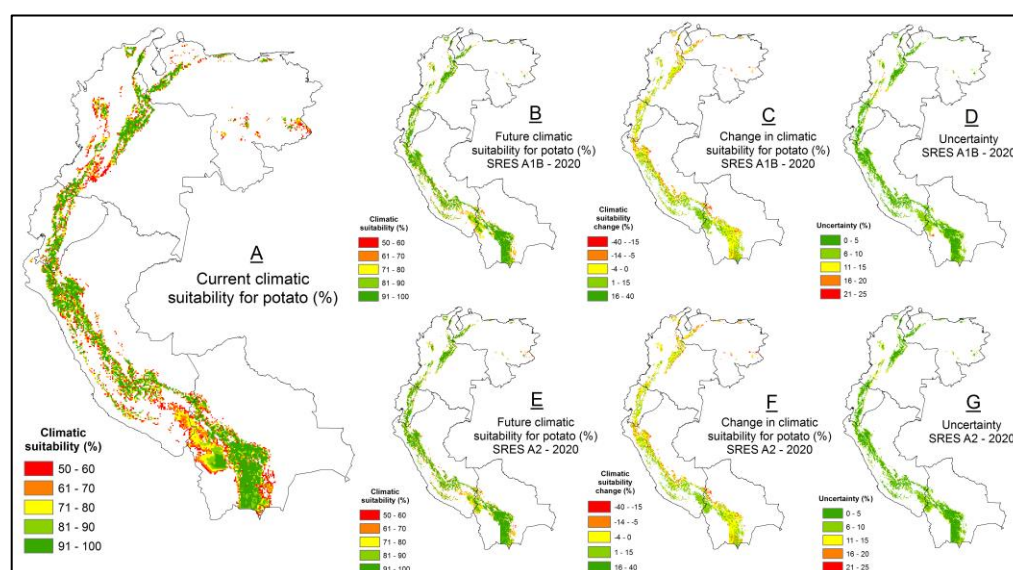 A
Current climatic
suitability for potato (%)
Climatic
suitability (%)
50 - 60
61 - 70
71 - 80
81 - 90
91 - 100
B
Future climatic
suitability for potato (%)
SRES A1B - 2020
Climatic
suitability (%)
50 - 60
61 - 70
71 - 80
81 - 90
91 - 100
C
Change in climatic
suitability for potato (%)
SRES A1B - 2020
Climatic
suitability
change (%)
-40 - -15
-14 - -5
-4 - 0
1 - 15
16 - 40
D
Uncertainty
SRES A1B - 2020
Uncertainty (%)
0 - 5
6 - 10
11 - 15
16 - 20
21 - 25
E
Future climatic
suitability for potato (%)
SRES A2 - 2020
Climatic
suitability (%)
50 - 60
61 - 70
71 - 80
81 - 90
91 - 100
F
Change in climatic
suitability for potato (%)
SRES A2 - 2020
Climatic suitability
change (%)
-40 - -15
-14 - -5
-4 - 0
1 - 15
16 - 40
G
Uncertainty
SRES A2 - 2020
Uncertainty (%)
0 - 5
6 - 10
11 - 15
16 - 20
21 - 25